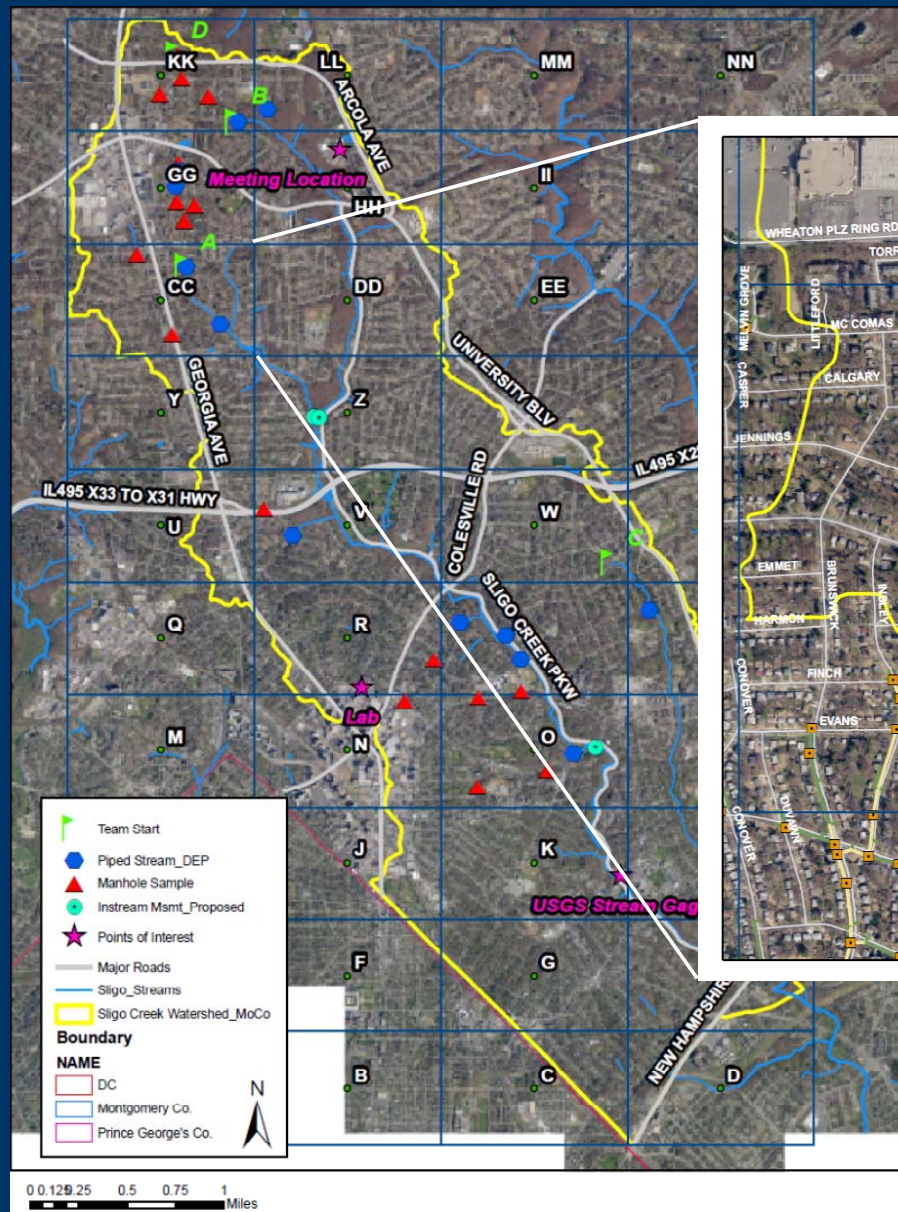 D
KK
LL
MM
NN
ARCOLA AVE
B
GG
Meeting Location
II
HH
A
CC
DD
EE
GEORGIA AVE
UNIVERSITY BLV
Y
Z
COLESVILLE RD
IL495 X33 TO X31 HWY
IL495 X2
U
V
W
C
SLIGO CREEK PKW
Q
R
Lab
M
N
O
J
K
USGS Stream Gag
F
G
NEW HAMPSHIR
B
C
D
WHEATON PLZ RING RD
TORR
MELVIN GROVE
LITTLEFORD
MC COMAS
CASPER
CALGARY
JENNINGS
EMMET
BRUNSWICK
INSLEY
HARMON
CONOVER
FINCH
EVANS
CONOVER
DUVAWN
Team Start
Piped Stream_DEP
Manhole Sample
Instream Msmt_Proposed
Points of Interest
Major Roads
Sligo_Streams
Sligo Creek Watershed_MoCo
Boundary
NAME
DC
Montgomery Co.
Prince George's Co.
N
0 0.125 0.25 0.5 0.75 1
Miles